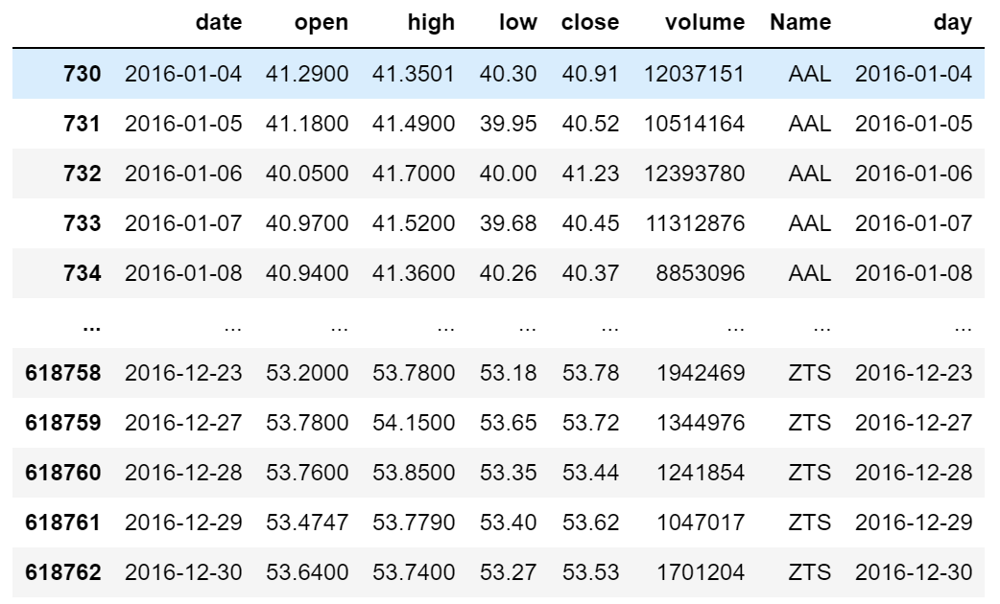 date open high low close volume Name day
730 2016-01-04 41.2900 41.3501 40.30 40.91 12037151 AAL 2016-01-04
731 2016-01-05 41.1800 41.4900 39.95 40.52 10514164 AAL 2016-01-05
732 2016-01-06 40.0500 41.7000 40.00 41.23 12393780 AAL 2016-01-06
733 2016-01-07 40.9700 41.5200 39.68 40.45 11312876 AAL 2016-01-07
734 2016-01-08 40.9400 41.3600 40.26 40.37 8853096 AAL 2016-01-08
... ... ... ... ... ... ... ... ...
618758 2016-12-23 53.2000 53.7800 53.18 53.78 1942469 ZTS 2016-12-23
618759 2016-12-27 53.7800 54.1500 53.65 53.72 1344976 ZTS 2016-12-27
618760 2016-12-28 53.7600 53.8500 53.35 53.44 1241854 ZTS 2016-12-28
618761 2016-12-29 53.4747 53.7790 53.40 53.62 1047017 ZTS 2016-12-29
618762 2016-12-30 53.6400 53.7400 53.27 53.53 1701204 ZTS 2016-12-30